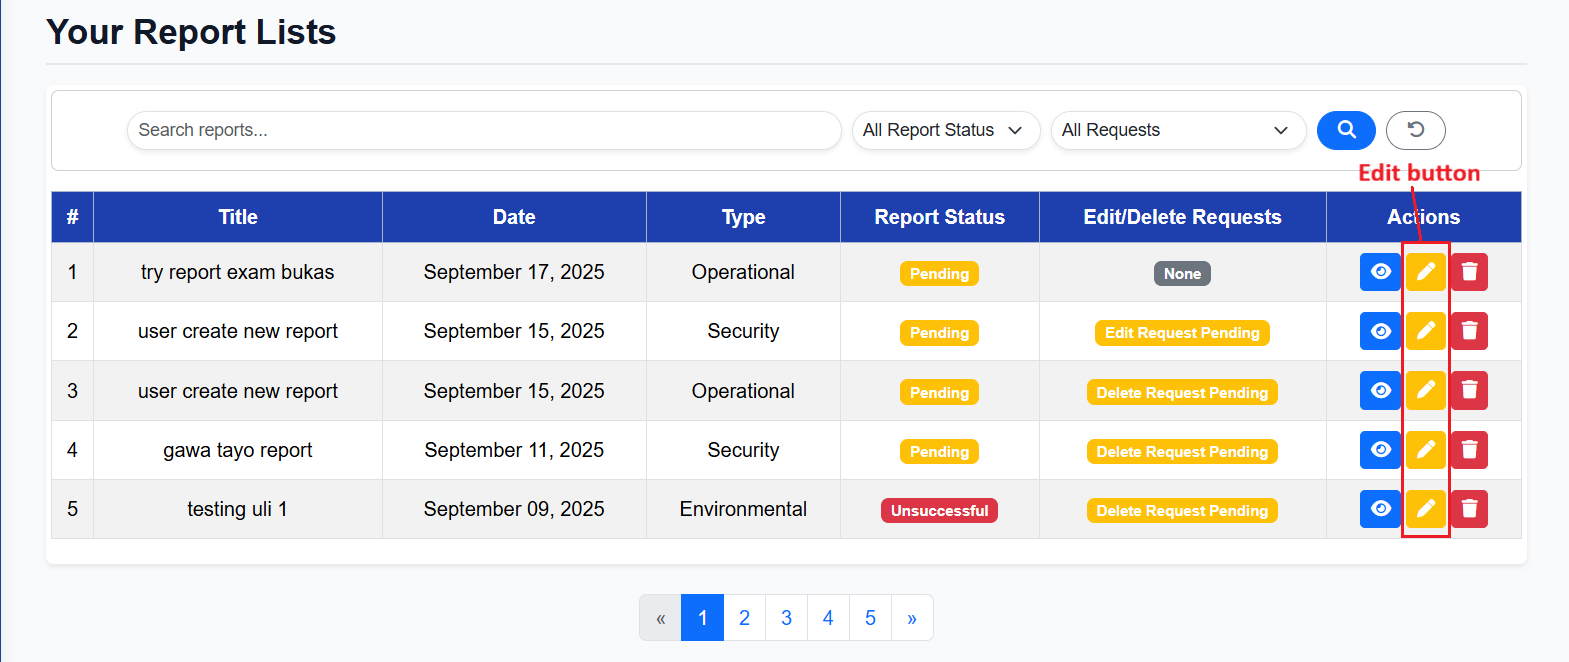 Your Report Lists
Search reports... All Report Status All Requests
Edit button
# Title Date Type Report Status Edit/Delete Requests Actions
1 try report exam bukas September 17, 2025 Operational Pending None
2 user create new report September 15, 2025 Security Pending Edit Request Pending
3 user create new report September 15, 2025 Operational Pending Delete Request Pending
4 gawa tayo report September 11, 2025 Security Pending Delete Request Pending
5 testing uli 1 September 09, 2025 Environmental Unsuccessful Delete Request Pending
« 1 2 3 4 5 »